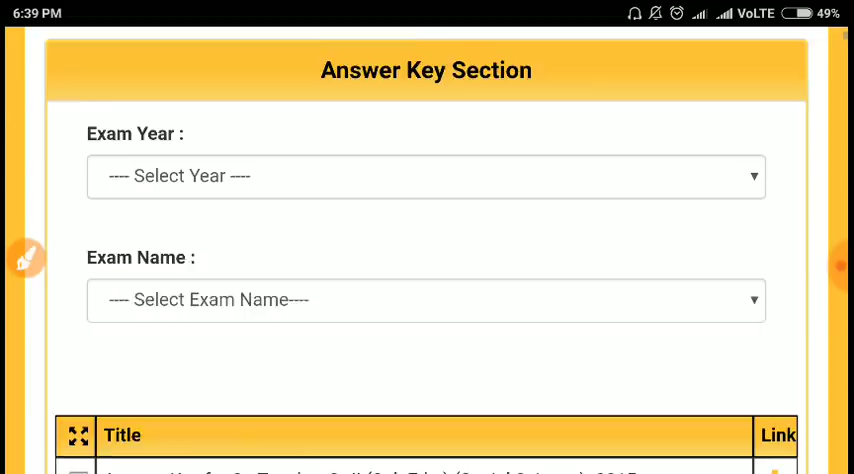 6:39 PM VoLTE 49%
Answer Key Section
Exam Year :
---- Select Year ----
Exam Name :
---- Select Exam Name----
Title Link